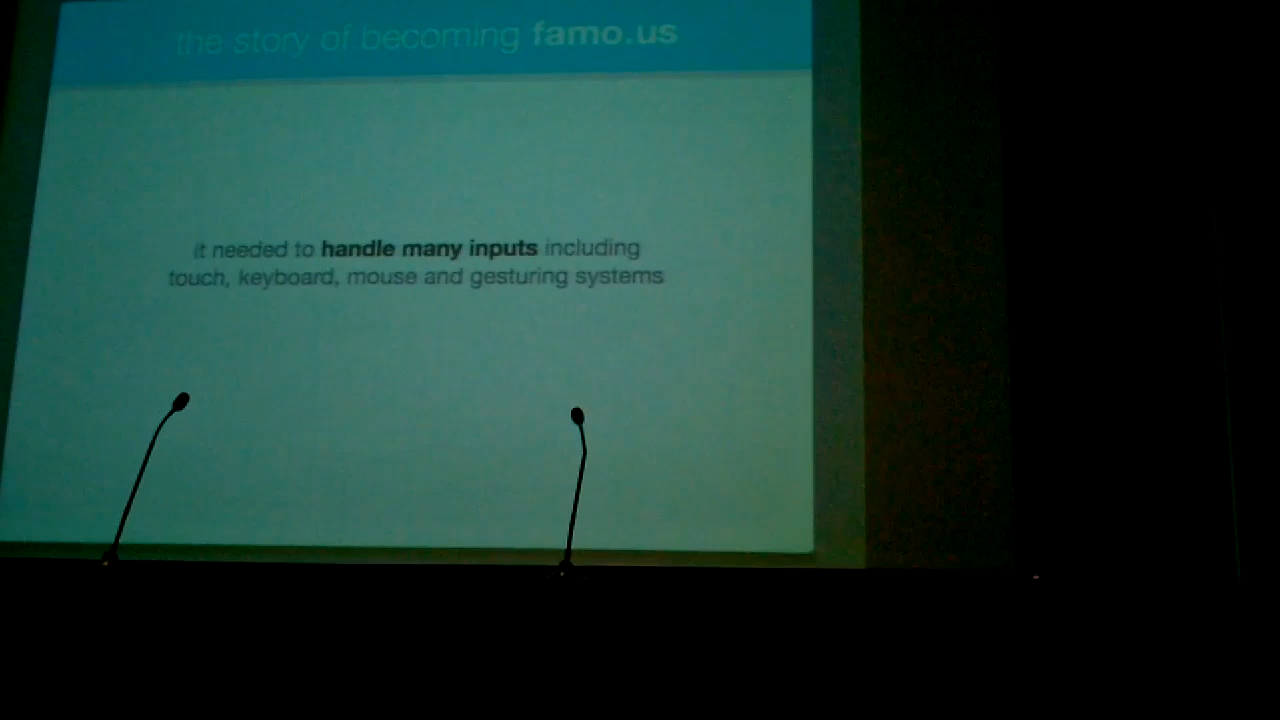 the story of becoming famo.us
it needed to handle many inputs including
touch, keyboard, mouse and gesturing systems